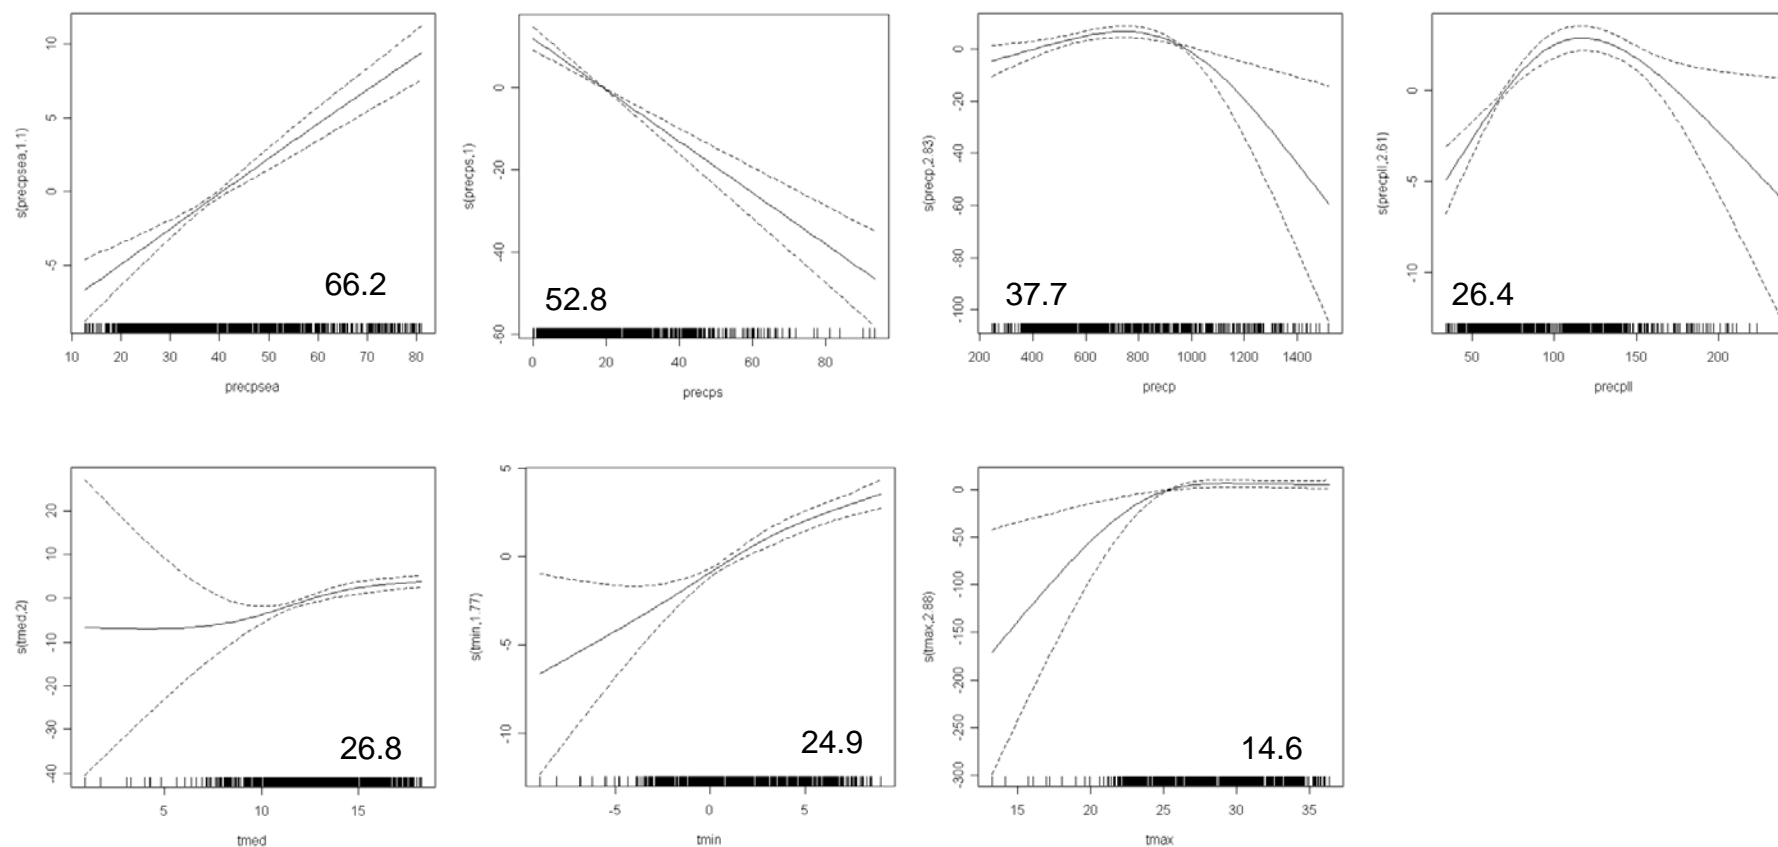 s(precpsea,1.1)
10
5
0
-5
66.2
10 20 30 40 50 60 70 80
precpsea
s(precps,1)
0
-20
-40
-60
52.8
0 20 40 60 80
precps
s(precp,2.83)
0
-20
-40
-60
-80
-100
37.7
200 400 600 800 1000 1200 1400
precp
s(precpll,2.61)
0
-5
-10
26.4
50 100 150 200
precpll
s(tmed,2)
20
10
0
-10
-20
-30
-40
26.8
5 10 15
tmed
s(tmin,1.77)
5
0
-5
-10
24.9
-5 0 5
tmin
s(tmax,2.88)
0
-50
-100
-150
-200
-250
-300
14.6
15 20 25 30 35
tmax